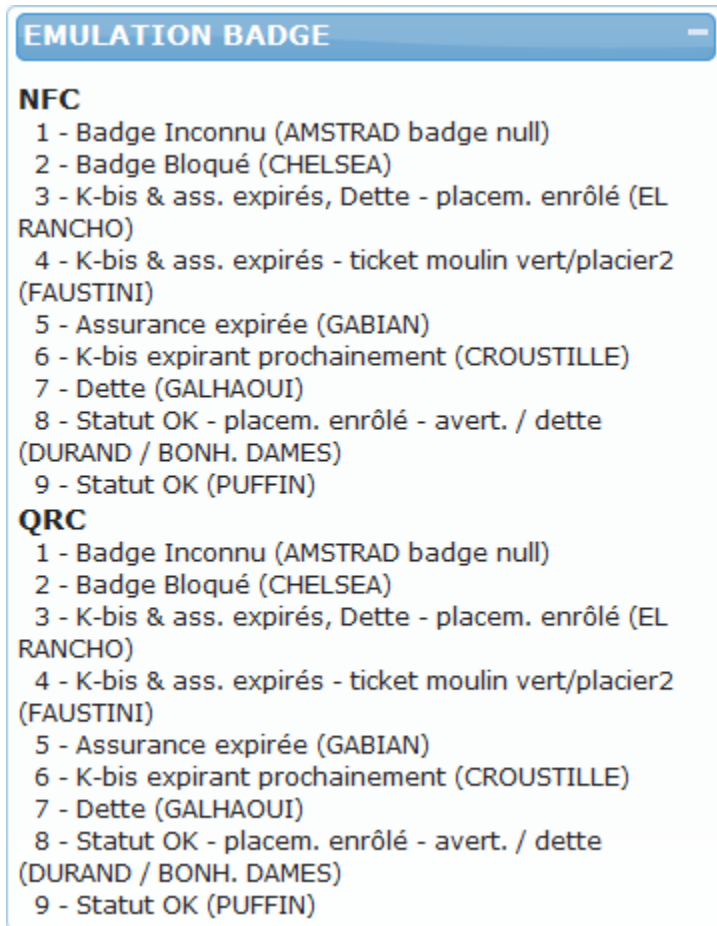 EMULATION BADGE
NFC
1 - Badge Inconnu (AMSTRAD badge null)
2 - Badge Bloqué (CHELSEA)
3 - K-bis & ass. expirés, Dette - placem. enrôlé (EL
RANCHO)
4 - K-bis & ass. expirés - ticket moulin vert/placier2
(FAUSTINI)
5 - Assurance expirée (GABIAN)
6 - K-bis expirant prochainement (CROUSTILLE)
7 - Dette (GALHAOUI)
8 - Statut OK - placem. enrôlé - avert. / dette
(DURAND / BONH. DAMES)
9 - Statut OK (PUFFIN)
QRC
1 - Badge Inconnu (AMSTRAD badge null)
2 - Badge Bloqué (CHELSEA)
3 - K-bis & ass. expirés, Dette - placem. enrôlé (EL
RANCHO)
4 - K-bis & ass. expirés - ticket moulin vert/placier2
(FAUSTINI)
5 - Assurance expirée (GABIAN)
6 - K-bis expirant prochainement (CROUSTILLE)
7 - Dette (GALHAOUI)
8 - Statut OK - placem. enrôlé - avert. / dette
(DURAND / BONH. DAMES)
9 - Statut OK (PUFFIN)